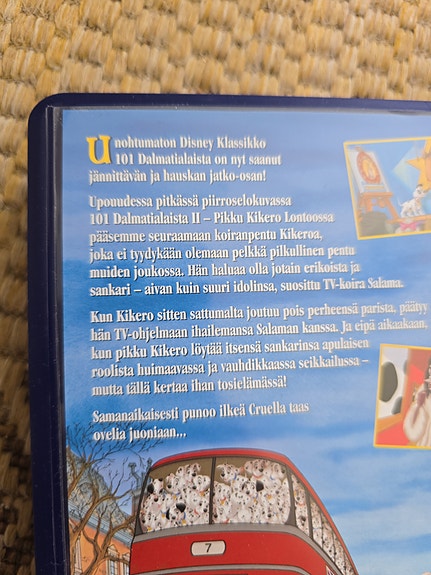 Unohtumaton Disney Klassikko
101 Dalmatialaista on nyt saanut
jännittävän ja hauskan jatko-osan!
Upouudessa pitkässä piirroselokuvassa
101 Dalmatialaista II – Pikku Kikero Lontoossa
pääsemme seuraamaan koiranpentu Kikeroa,
joka ei tyydykään olemaan pelkkä pilkullinen pentu
muiden joukossa. Hän haluaa olla jotain erikoista ja
sankari – aivan kuin suuri idolinsa, suosittu TV-koira Salama.
Kun Kikero sitten sattumalta joutuu pois perheensä parista, päätyy
hän TV-ohjelmaan ihailemansa Salaman kanssa. Ja eipä aikaakaan,
kun pikku Kikero löytää itsensä sankarinsa apulaisen
roolista huimaavassa ja vauhdikkaassa seikkailussa –
mutta tällä kertaa ihan tosielämässä!
Samanaikaisesti punoo ilkeä Cruella taas
ovelia juoniaan...
7